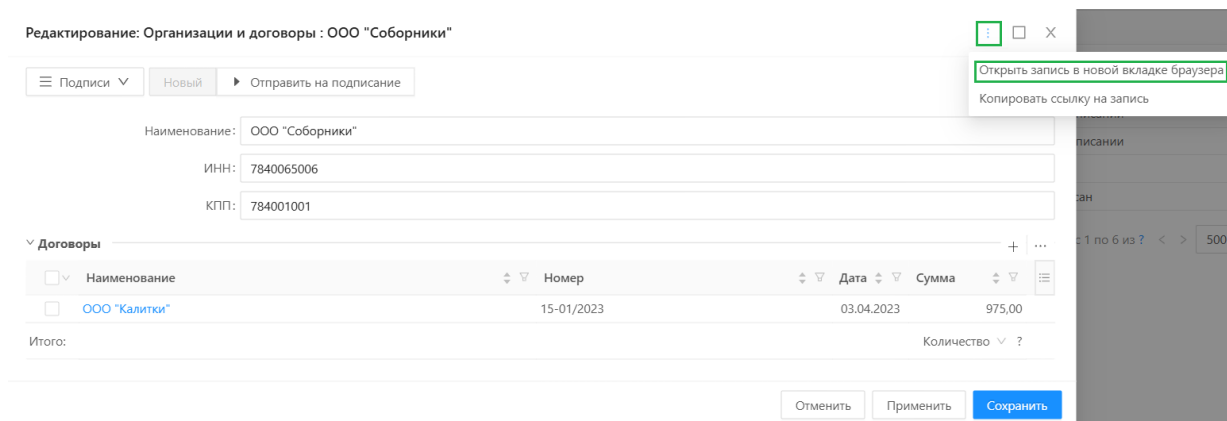 Редактирование: Организации и договоры : ООО "Соборники"
Открыть запись в новой вкладке браузера
Копировать ссылку на запись
Подписи Новый Отправить на подписание
Наименование: ООО "Соборники"
писании
ИНН: 7840065006
КПП: 784001001
сан
с 1 по 6 из ? < > 500
Договоры + ...
Наименование Номер Дата Сумма
ООО "Калитки" 15-01/2023 03.04.2023 975,00
Итого: Количество ?
Отменить Применить Сохранить